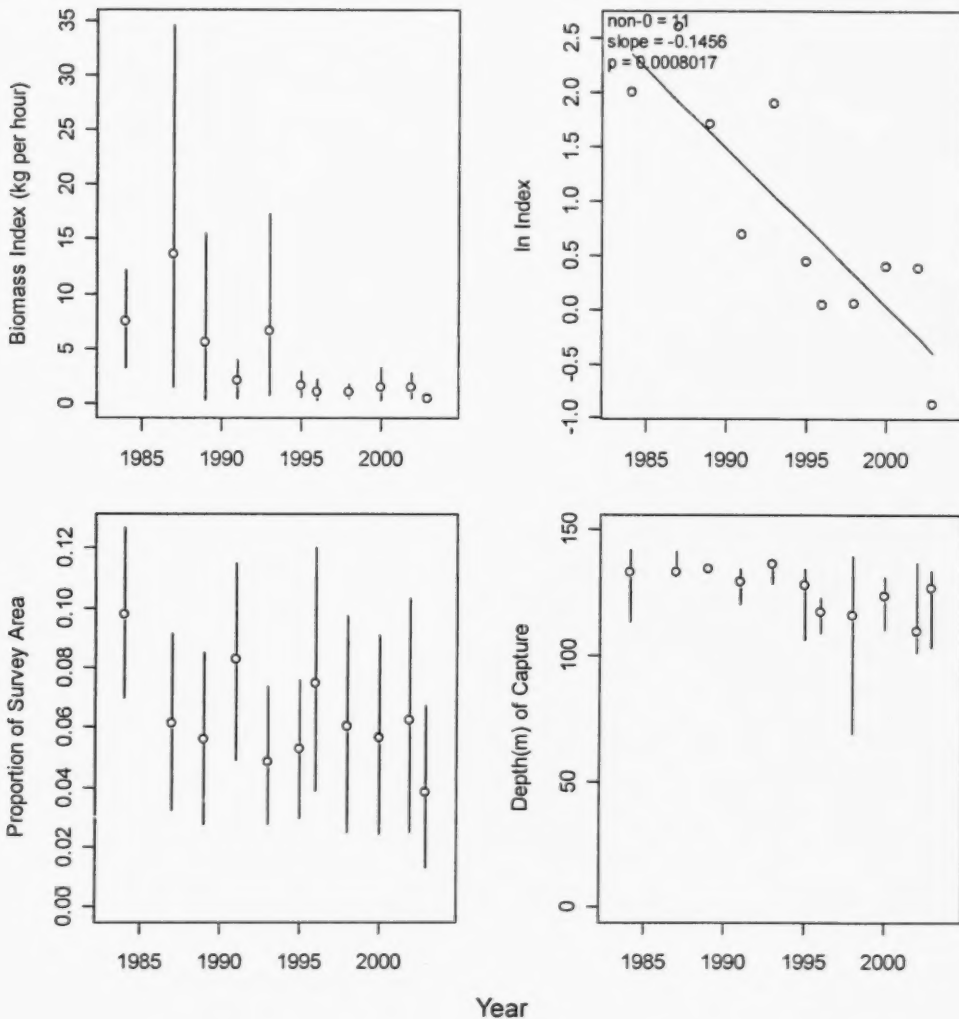 Biomass Index (kg per hour)
35
30
25
20
15
10
5
0
1985 1990 1995 2000
ln Index
2.5
2.0
1.5
1.0
0.5
0.0
-0.5
-1.0
non-0 = 11
slope = -0.1456
p = 0.0008017
1985 1990 1995 2000
Proportion of Survey Area
0.12
0.10
0.08
0.06
0.04
0.02
0.00
1985 1990 1995 2000
Depth(m) of Capture
150
100
50
0
1985 1990 1995 2000
Year